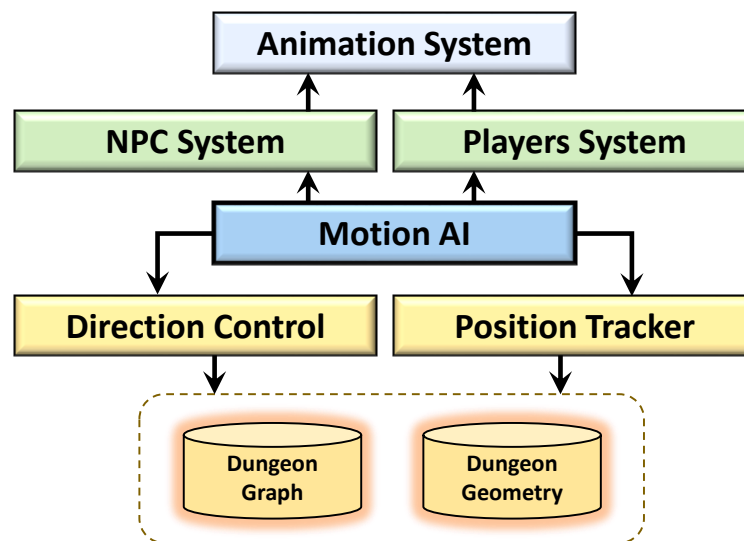 Animation System
NPC System
Players System
Motion AI
Direction Control
Position Tracker
Dungeon
Graph
Dungeon
Geometry